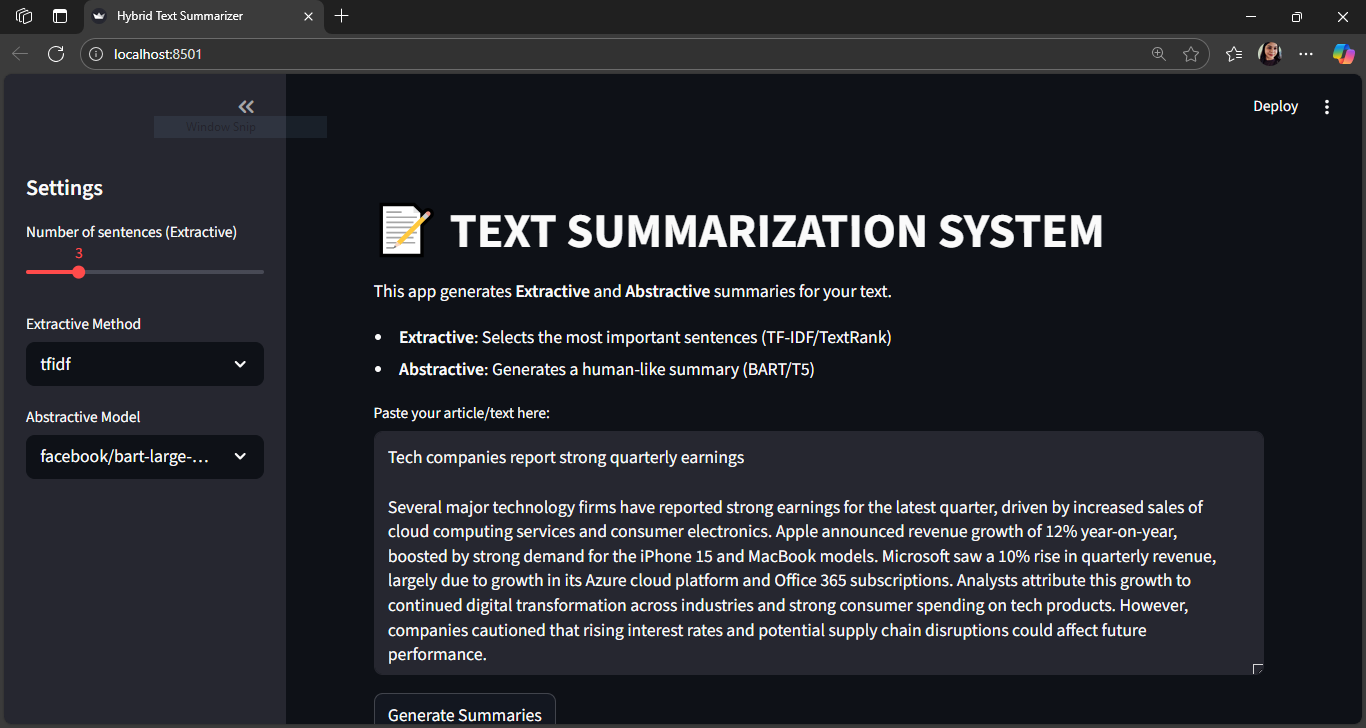 Hybrid Text Summarizer
localhost:8501
Deploy
Window Snip
Settings
Number of sentences (Extractive)
3
Extractive Method
tfidf
Abstractive Model
facebook/bart-large-...
TEXT SUMMARIZATION SYSTEM
This app generates Extractive and Abstractive summaries for your text.
• Extractive: Selects the most important sentences (TF-IDF/TextRank)
• Abstractive: Generates a human-like summary (BART/T5)
Paste your article/text here:
Tech companies report strong quarterly earnings
Several major technology firms have reported strong earnings for the latest quarter, driven by increased sales of
cloud computing services and consumer electronics. Apple announced revenue growth of 12% year-on-year,
boosted by strong demand for the iPhone 15 and MacBook models. Microsoft saw a 10% rise in quarterly revenue,
largely due to growth in its Azure cloud platform and Office 365 subscriptions. Analysts attribute this growth to
continued digital transformation across industries and strong consumer spending on tech products. However,
companies cautioned that rising interest rates and potential supply chain disruptions could affect future
performance.
Generate Summaries